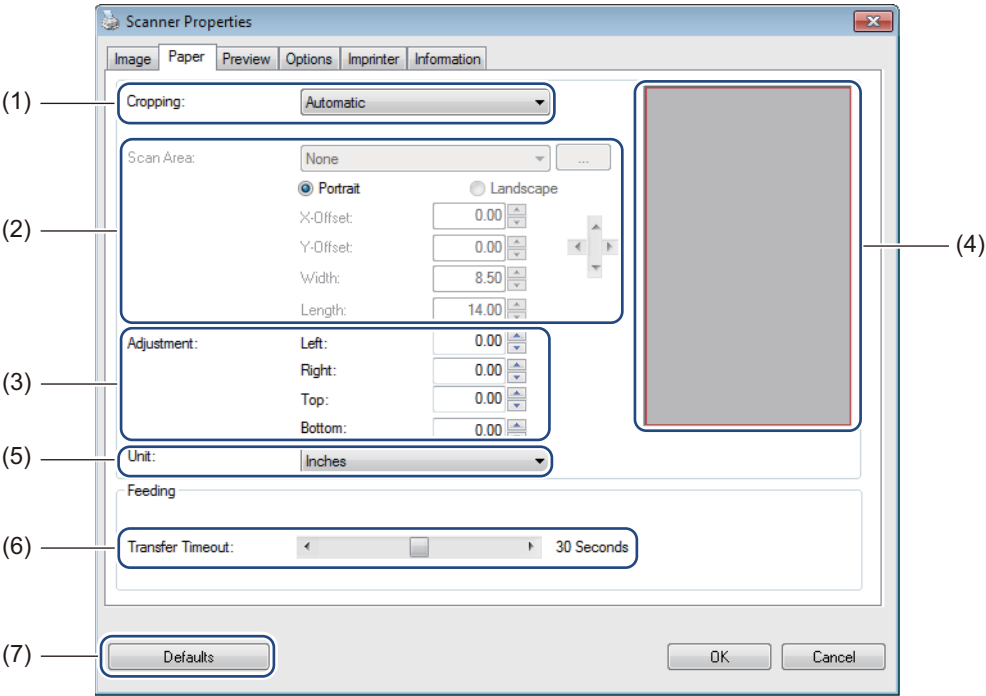 Scanner Properties
Image Paper Preview Options Imprinter Information
(1) Cropping: Automatic
(2) Scan Area: None ...
Portrait Landscape
X-Offset: 0.00
Y-Offset: 0.00
Width: 8.50
Length: 14.00
(3) Adjustment: Left: 0.00
Right: 0.00
Top: 0.00
Bottom: 0.00
(4)
(5) Unit: Inches
Feeding
(6) Transfer Timeout: 30 Seconds
(7) Defaults OK Cancel